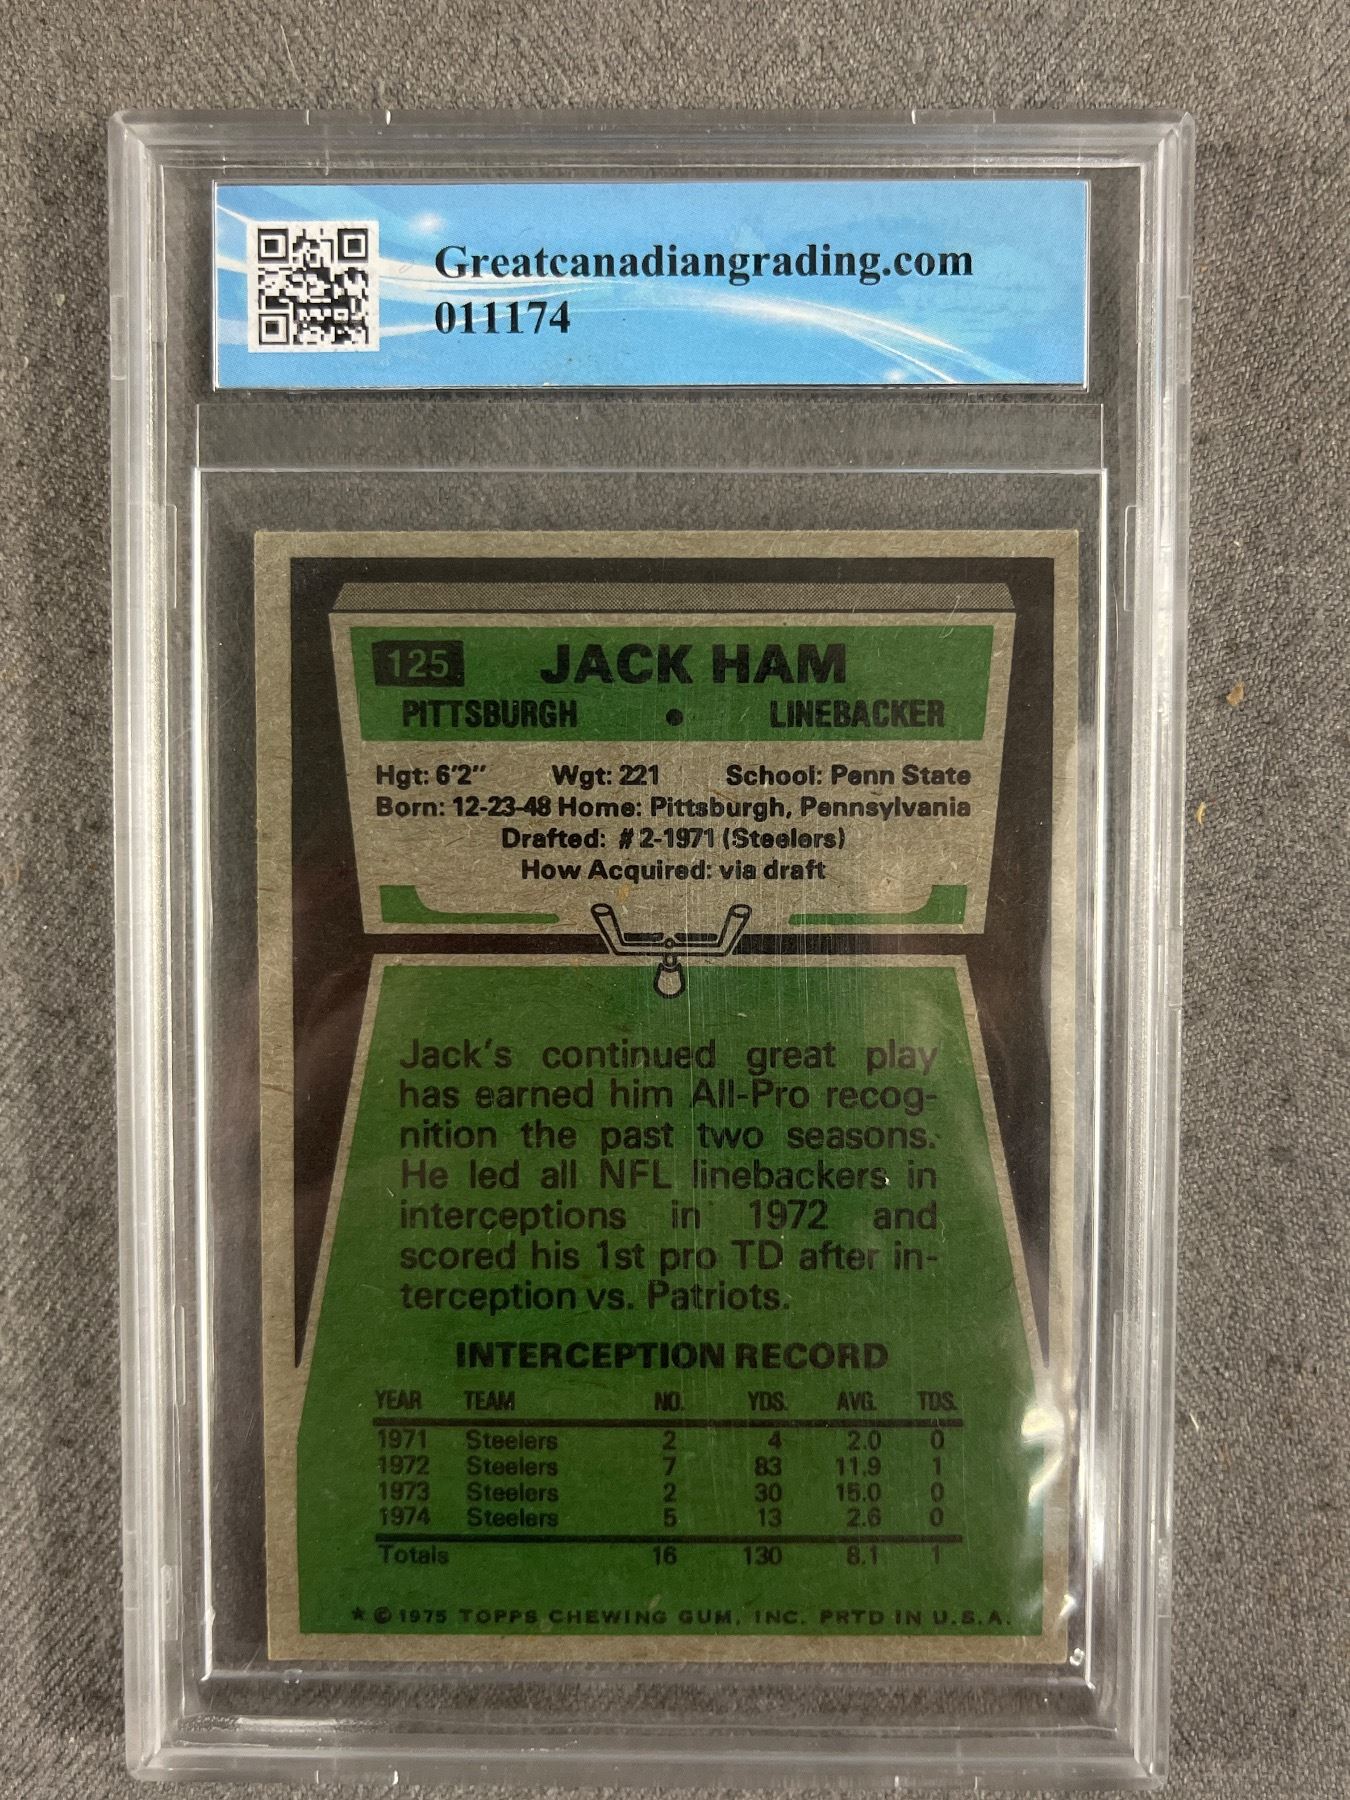 Greatcanadiangrading.com
011174
125 JACK HAM
PITTSBURGH • LINEBACKER
Hgt: 6'2" Wgt: 221 School: Penn State
Born: 12-23-48 Home: Pittsburgh, Pennsylvania
Drafted: #2-1971 (Steelers)
How Acquired: via draft
Jack's continued great play
has earned him All-Pro recog-
nition the past two seasons.
He led all NFL linebackers in
interceptions in 1972 and
scored his 1st pro TD after in-
terception vs. Patriots.
INTERCEPTION RECORD
YEAR TEAM NO. YDS. AVG. TDS.
1971 Steelers 2 4 2.0 0
1972 Steelers 7 83 11.9 1
1973 Steelers 2 30 15.0 0
1974 Steelers 5 13 2.6 0
Totals 16 130 8.1 1
★ © 1975 TOPPS CHEWING GUM, INC. PRTD IN U.S.A.